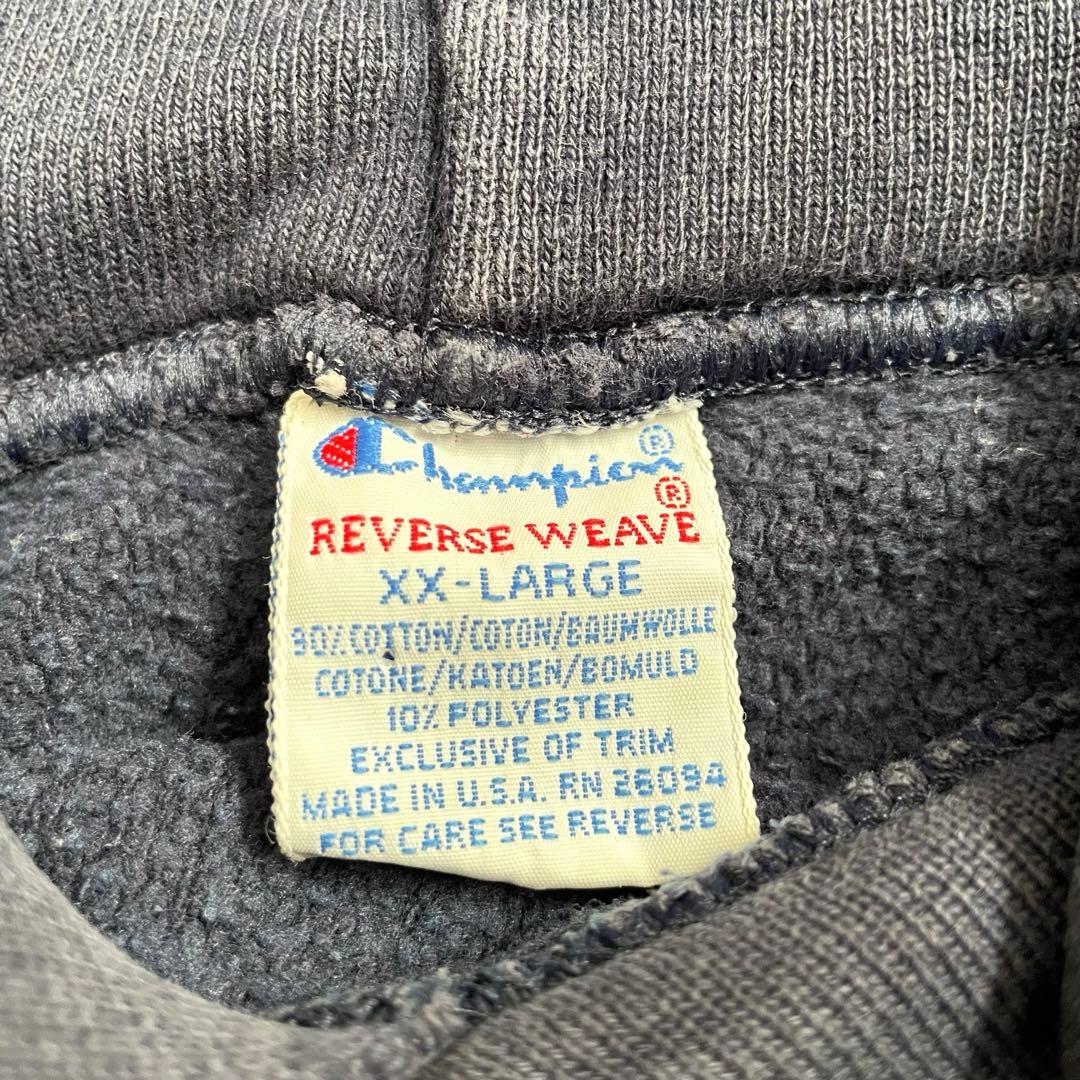 Champion®
REVERSE WEAVE®
XX-LARGE
90% COTTON/COTON/BAUMWOLLE
COTONE/KATOEN/BOMULD
10% POLYESTER
EXCLUSIVE OF TRIM
MADE IN U.S.A. RN 26094
FOR CARE SEE REVERSE